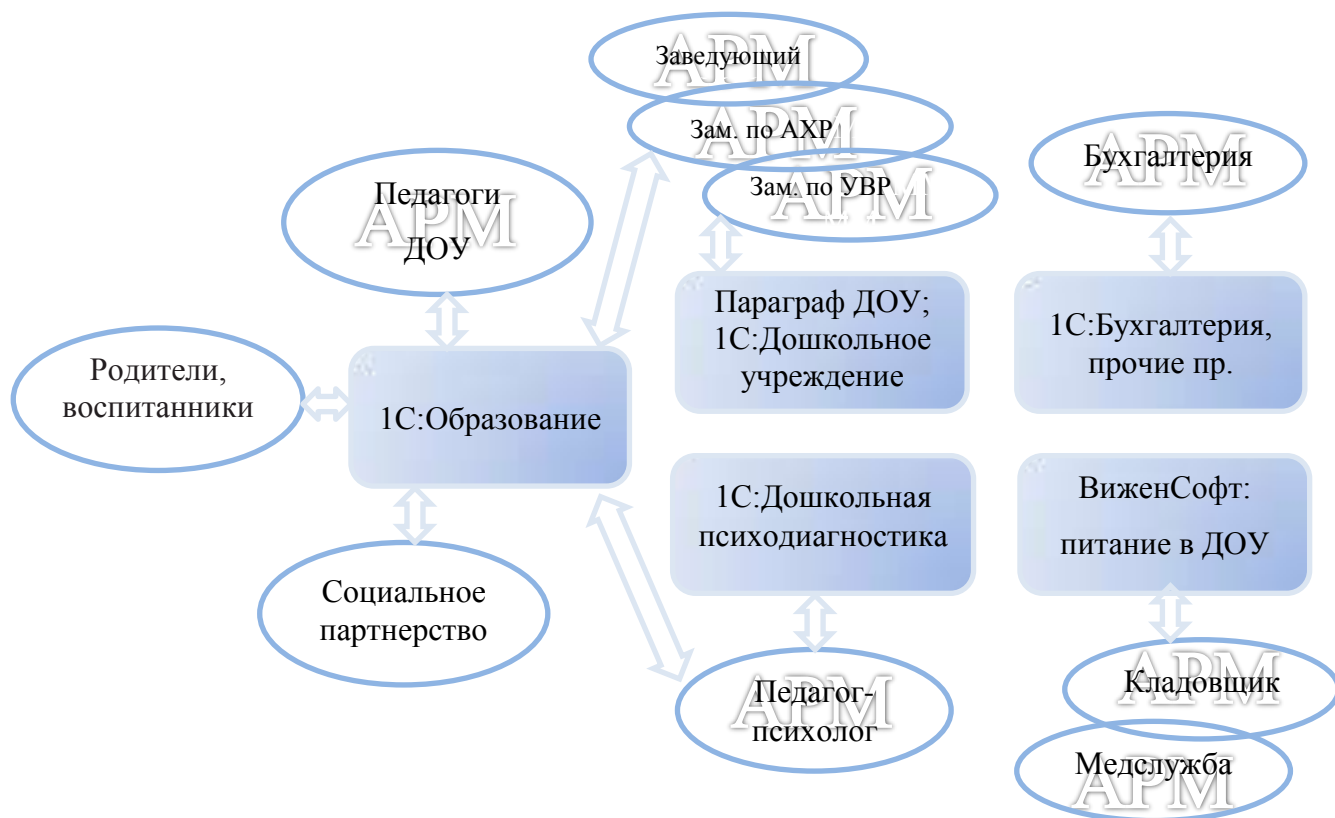 АРМ
Заведующий
АРМ
Зам. по АХР
АРМ
Зам. по УВР
АРМ
Бухгалтерия
АРМ
Педагоги
ДОУ
Параграф ДОУ;
1С:Дошкольное
учреждение
1С:Бухгалтерия,
прочие пр.
Родители,
воспитанники
1С:Образование
1С:Дошкольная
психодиагностика
ВиженСофт:
питание в ДОУ
Социальное
партнерство
АРМ
Педагог-
психолог
АРМ
Кладовщик
АРМ
Медслужба